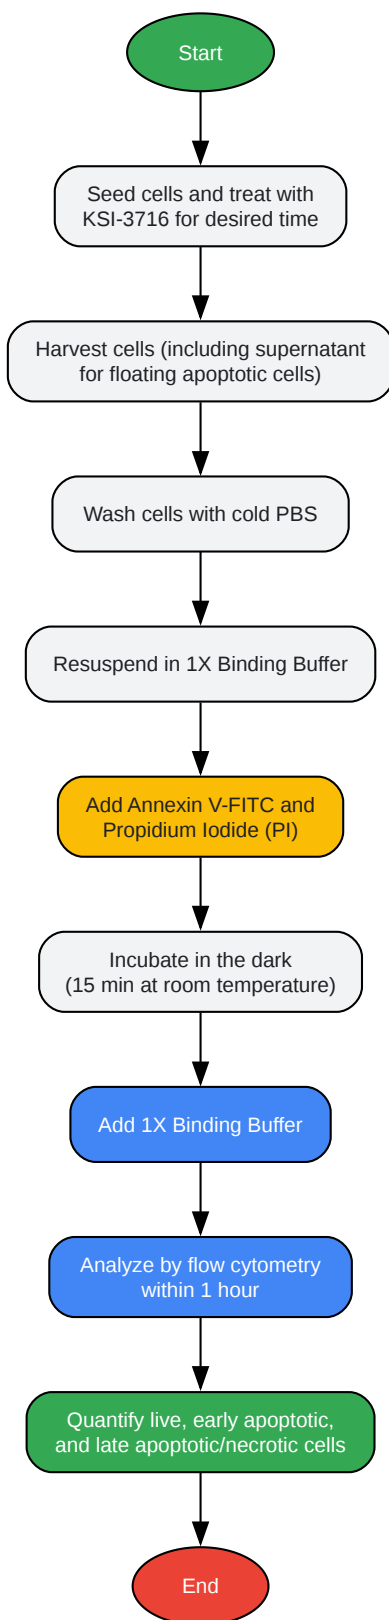 Start
Seed cells and treat with
KSI-3716 for desired time
Harvest cells (including supernatant
for floating apoptotic cells)
Wash cells with cold PBS
Resuspend in 1X Binding Buffer
Add Annexin V-FITC and
Propidium Iodide (PI)
Incubate in the dark
(15 min at room temperature)
Add 1X Binding Buffer
Analyze by flow cytometry
within 1 hour
Quantify live, early apoptotic,
and late apoptotic/necrotic cells
End